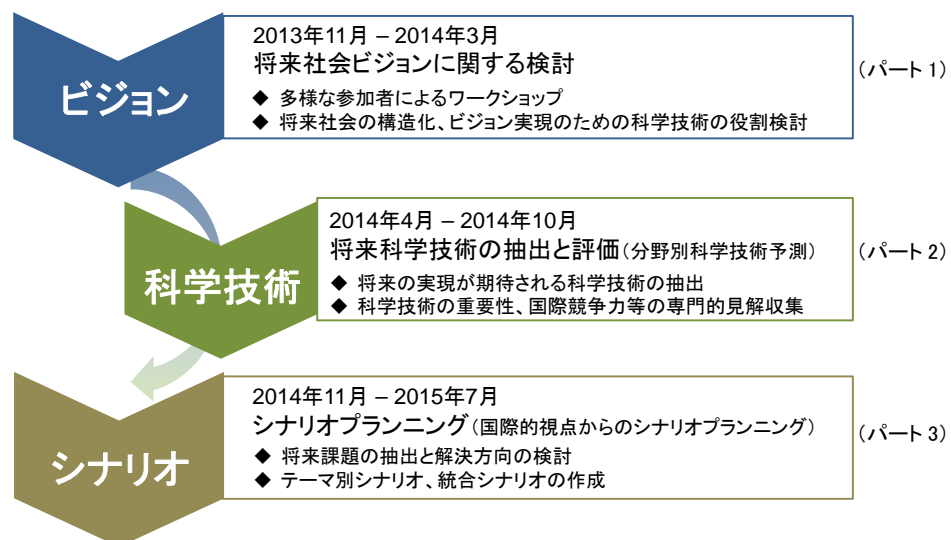 ビジョン
2013年11月 – 2014年3月
将来社会ビジョンに関する検討
◆ 多様な参加者によるワークショップ
◆ 将来社会の構造化、ビジョン実現のための科学技術の役割検討
（パート 1）
科学技術
2014年4月 – 2014年10月
将来科学技術の抽出と評価（分野別科学技術予測）
◆ 将来の実現が期待される科学技術の抽出
◆ 科学技術の重要性、国際競争力等の専門的見解収集
（パート 2）
シナリオ
2014年11月 – 2015年7月
シナリオプランニング（国際的視点からのシナリオプランニング）
◆ 将来課題の抽出と解決方向の検討
◆ テーマ別シナリオ、統合シナリオの作成
（パート 3）